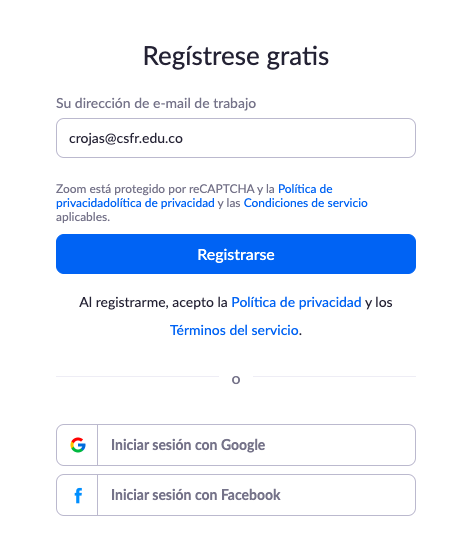 Regístrese gratis
Su dirección de e-mail de trabajo
crojas@csfr.edu.co
Zoom está protegido por reCAPTCHA y la Política de
privacidadolítica de privacidad y las Condiciones de servicio
aplicables.
Registrarse
Al registrarme, acepto la Política de privacidad y los
Términos del servicio.
o
Iniciar sesión con Google
Iniciar sesión con Facebook